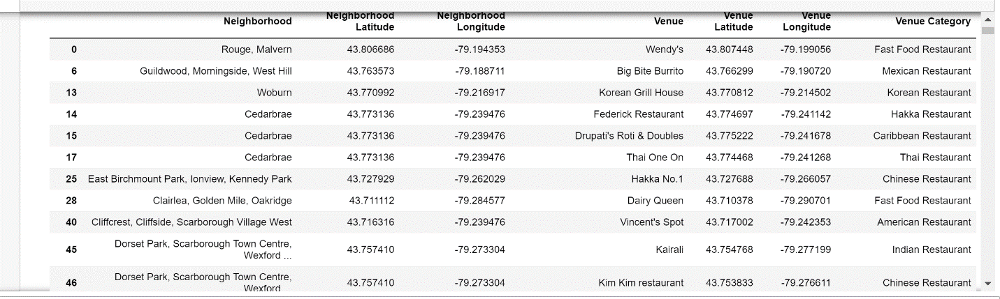 Neighborhood Neighborhood Latitude Neighborhood Longitude Venue Venue Latitude Venue Longitude Venue Category
0 Rouge, Malvern 43.806686 -79.194353 Wendy's 43.807448 -79.199056 Fast Food Restaurant
6 Guildwood, Morningside, West Hill 43.763573 -79.188711 Big Bite Burrito 43.766299 -79.190720 Mexican Restaurant
13 Woburn 43.770992 -79.216917 Korean Grill House 43.770812 -79.214502 Korean Restaurant
14 Cedarbrae 43.773136 -79.239476 Federick Restaurant 43.774697 -79.241142 Hakka Restaurant
15 Cedarbrae 43.773136 -79.239476 Drupati's Roti & Doubles 43.775222 -79.241678 Caribbean Restaurant
17 Cedarbrae 43.773136 -79.239476 Thai One On 43.774468 -79.241268 Thai Restaurant
25 East Birchmount Park, Ionview, Kennedy Park 43.727929 -79.262029 Hakka No.1 43.727688 -79.266057 Chinese Restaurant
28 Clairlea, Golden Mile, Oakridge 43.711112 -79.284577 Dairy Queen 43.710378 -79.290701 Fast Food Restaurant
40 Cliffcrest, Cliffside, Scarborough Village West 43.716316 -79.239476 Vincent's Spot 43.717002 -79.242353 American Restaurant
45 Dorset Park, Scarborough Town Centre, Wexford ... 43.757410 -79.273304 Kairali 43.754768 -79.277199 Indian Restaurant
46 Dorset Park, Scarborough Town Centre, Wexford 43.757410 -79.273304 Kim Kim restaurant 43.753833 -79.276611 Chinese Restaurant